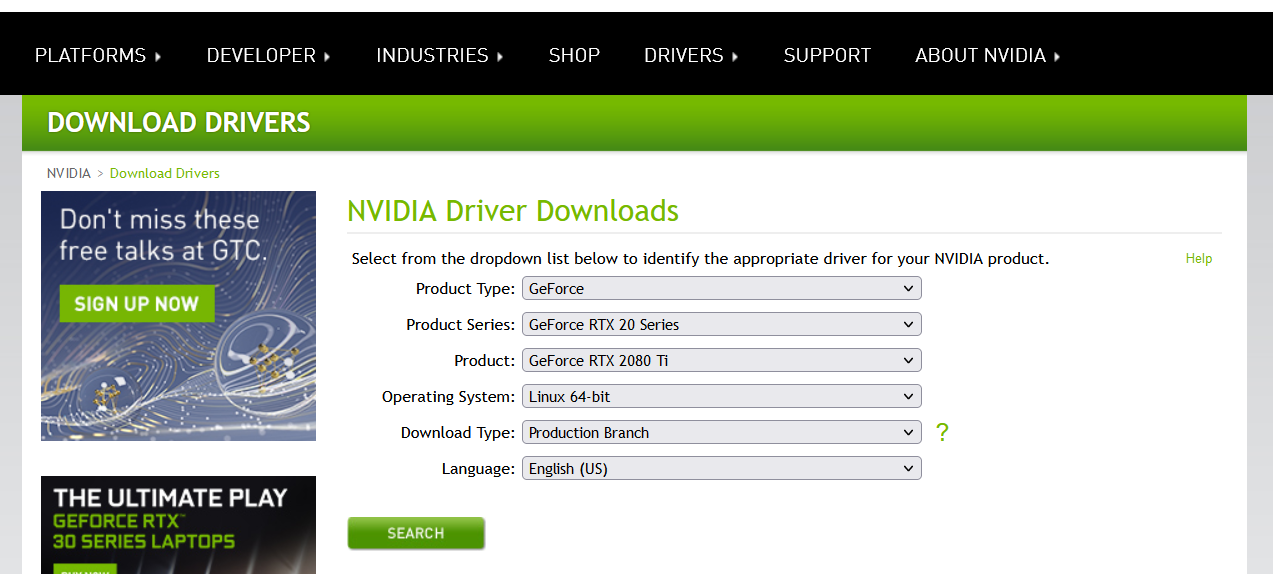 PLATFORMS DEVELOPER INDUSTRIES SHOP DRIVERS SUPPORT ABOUT NVIDIA
DOWNLOAD DRIVERS
NVIDIA > Download Drivers
Don't miss these
free talks at GTC.
SIGN UP NOW
THE ULTIMATE PLAY
GEFORCE RTX™
30 SERIES LAPTOPS
BUY NOW
NVIDIA Driver Downloads
Select from the dropdown list below to identify the appropriate driver for your NVIDIA product. Help
Product Type: GeForce
Product Series: GeForce RTX 20 Series
Product: GeForce RTX 2080 Ti
Operating System: Linux 64-bit
Download Type: Production Branch ?
Language: English (US)
SEARCH